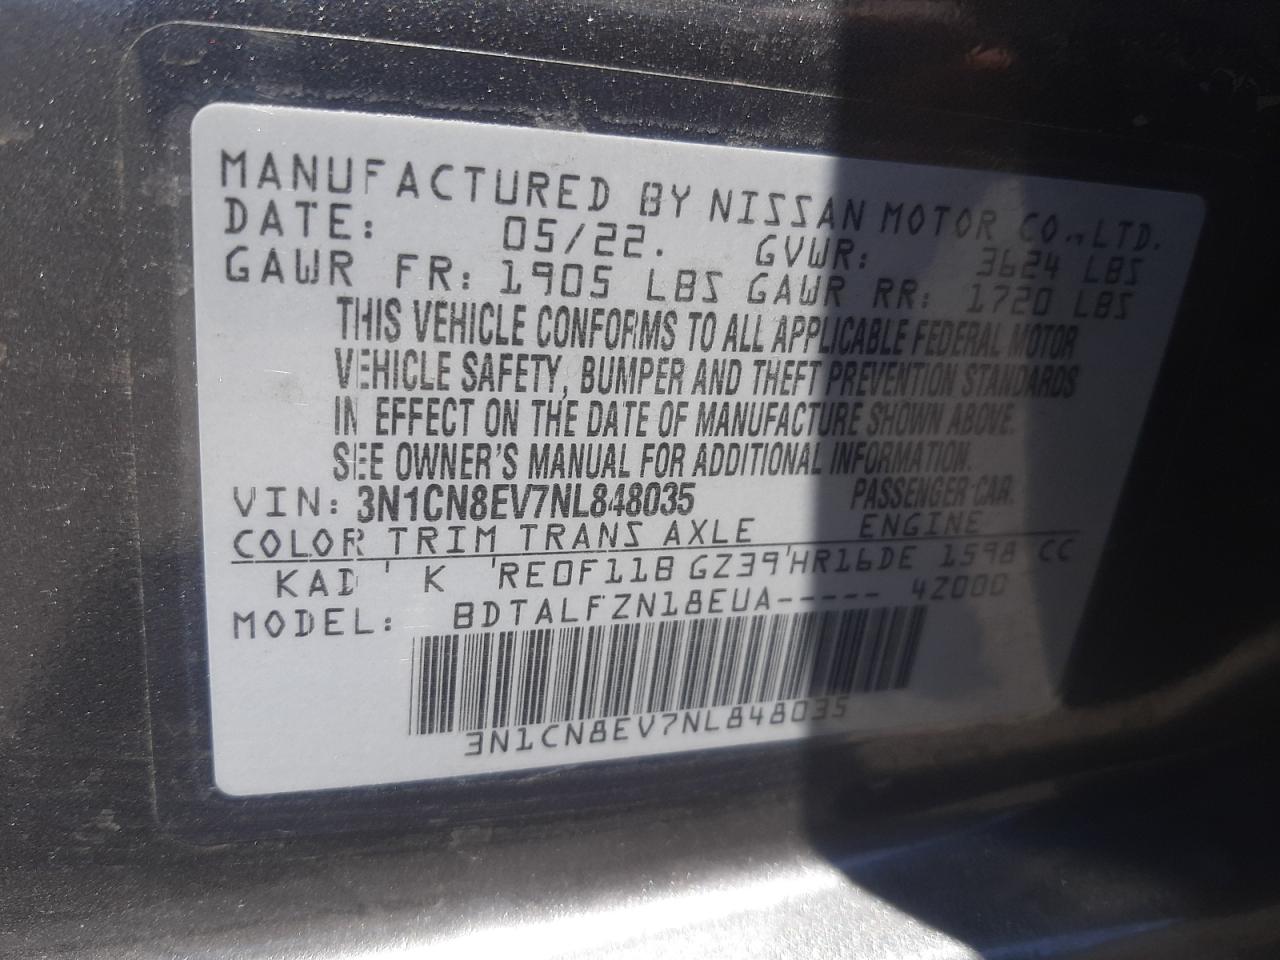 MANUFACTURED BY NISSAN MOTOR CO.,LTD.
DATE: 05/22. GVWR: 3624 LBS
GAWR FR: 1905 LBS GAWR RR: 1720 LBS
THIS VEHICLE CONFORMS TO ALL APPLICABLE FEDERAL MOTOR
VEHICLE SAFETY, BUMPER AND THEFT PREVENTION STANDARDS
IN EFFECT ON THE DATE OF MANUFACTURE SHOWN ABOVE.
SEE OWNER'S MANUAL FOR ADDITIONAL INFORMATION.
VIN: 3N1CN8EV7NL848035 PASSENGER CAR.
COLOR TRIM TRANS AXLE ENGINE
KAD ' K 'RE0F11B GZ39'HR16DE 1598 CC
MODEL: BDTALFZN18EUA----- 42000
3N1CN8EV7NL848035